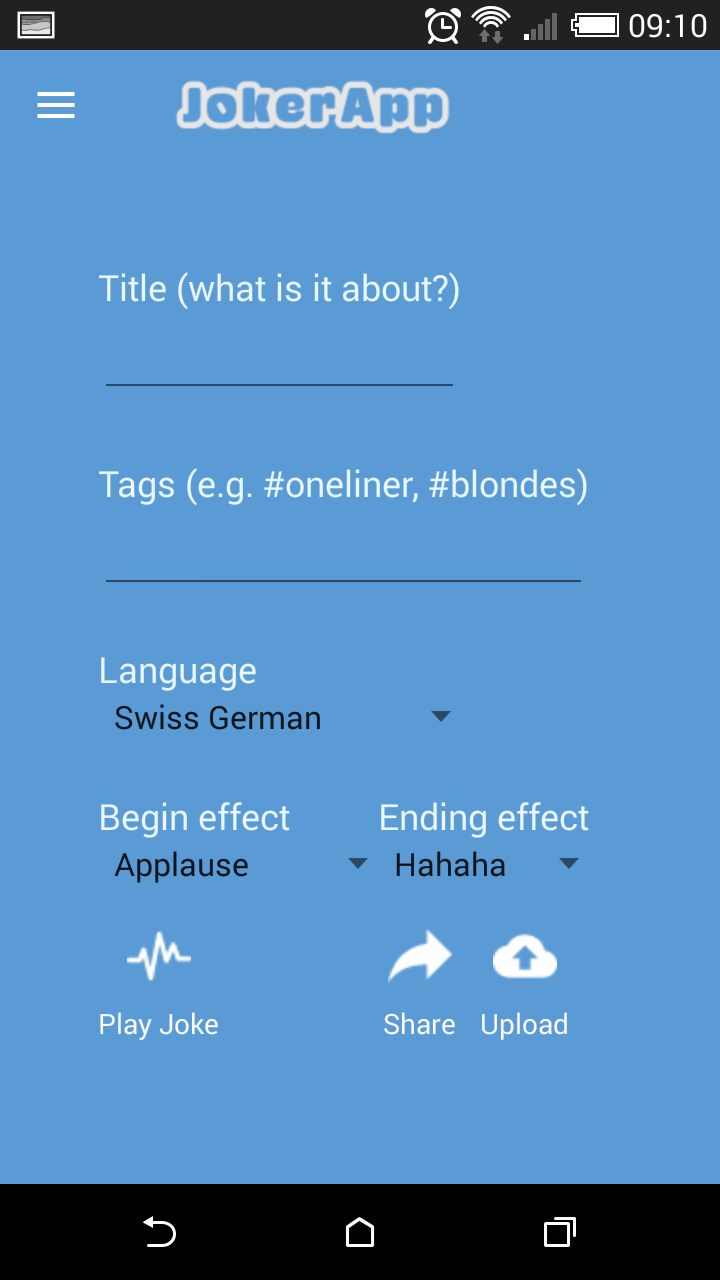 09:10
JokerApp
Title (what is it about?)
Tags (e.g. #oneliner, #blondes)
Language
Swiss German
Begin effect
Ending effect
Applause
Hahaha
Play Joke
Share
Upload